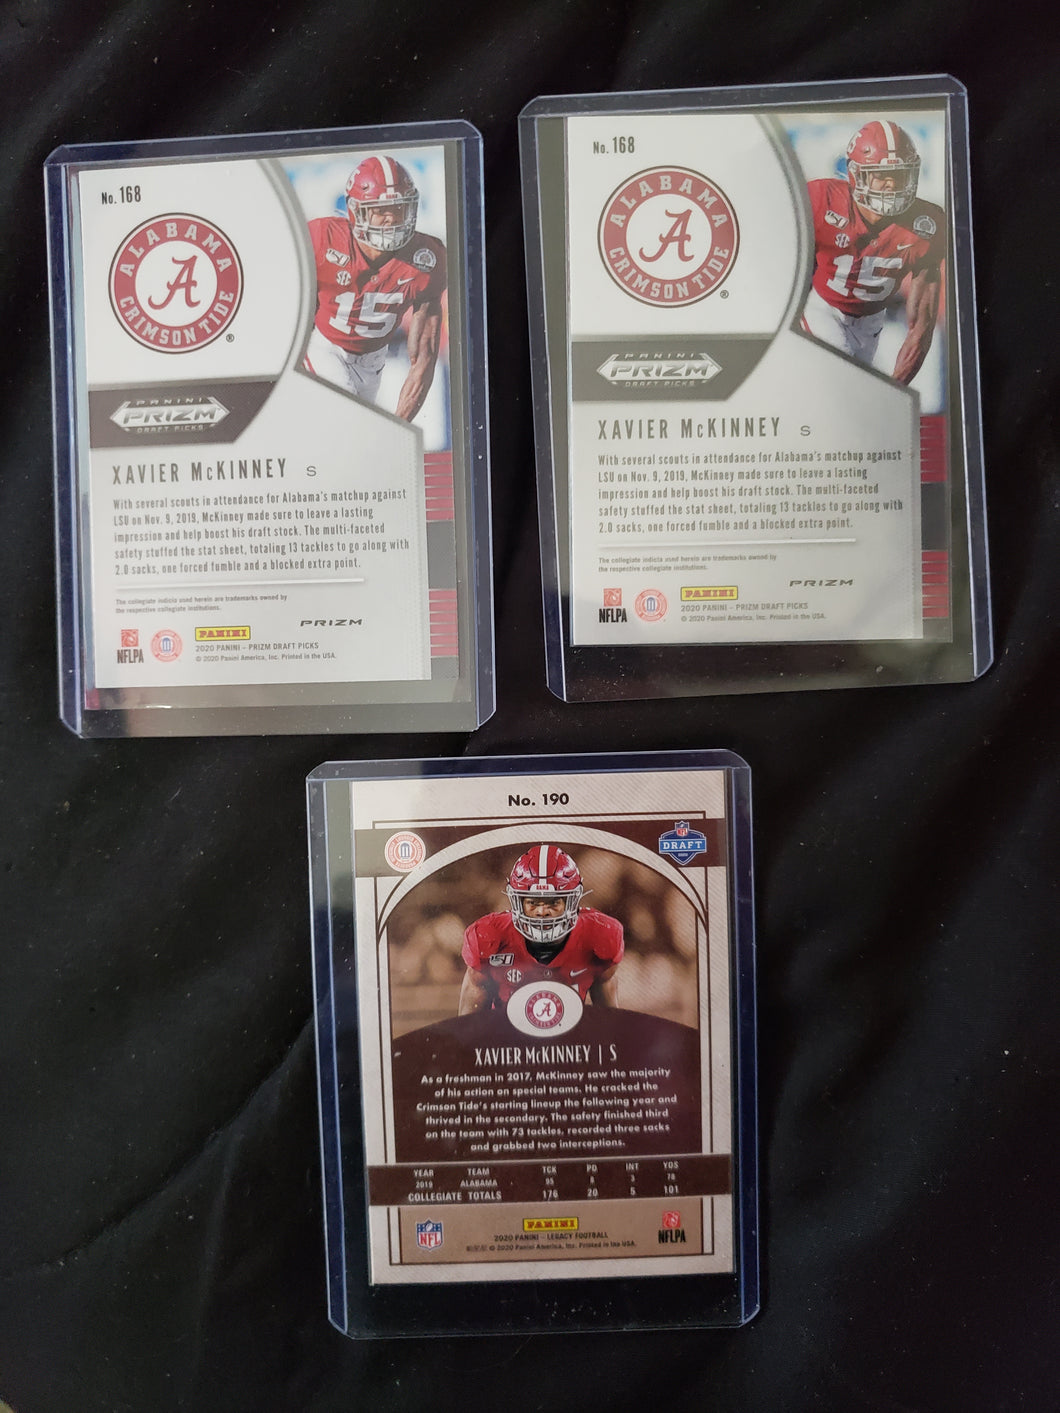 No. 168
ALABAMA
A
CRIMSON TIDE
®
15
SEC
PANINI
PRIZM
DRAFT PICKS
XAVIER McKINNEY S
With several scouts in attendance for Alabama's matchup against
LSU on Nov. 9, 2019, McKinney made sure to leave a lasting
impression and help boost his draft stock. The multi-faceted
safety stuffed the stat sheet, totaling 13 tackles to go along with
2.0 sacks, one forced fumble and a blocked extra point.
The collegiate indicia used herein are trademarks owned by
the respective collegiate institutions.
PRIZM
NFLPA
PANINI
2020 PANINI – PRIZM DRAFT PICKS
© 2020 Panini America, Inc. Printed in the USA.
No. 168
ALABAMA
A
CRIMSON TIDE
®
15
SEC
PANINI
PRIZM
DRAFT PICKS
XAVIER McKINNEY S
With several scouts in attendance for Alabama's matchup against
LSU on Nov. 9, 2019, McKinney made sure to leave a lasting
impression and help boost his draft stock. The multi-faceted
safety stuffed the stat sheet, totaling 13 tackles to go along with
2.0 sacks, one forced fumble and a blocked extra point.
The collegiate indicia used herein are trademarks owned by
the respective collegiate institutions.
PRIZM
NFLPA
PANINI
2020 PANINI – PRIZM DRAFT PICKS
© 2020 Panini America, Inc. Printed in the USA.
No. 190
NFL
DRAFT
BAMA
150
SEC
A
XAVIER McKINNEY | S
As a freshman in 2017, McKinney saw the majority
of his action on special teams. He cracked the
Crimson Tide's starting lineup the following year and
thrived in the secondary. The safety finished third
on the team with 73 tackles, recorded three sacks
and grabbed two interceptions.
YEAR TEAM TCK PD INT YDS
2019 ALABAMA 95 3 78
COLLEGIATE TOTALS 176 20 5 101
NFL
PANINI
2020 PANINI – LEGACY FOOTBALL
© 2020 Panini America, Inc. Printed in the USA.
NFLPA